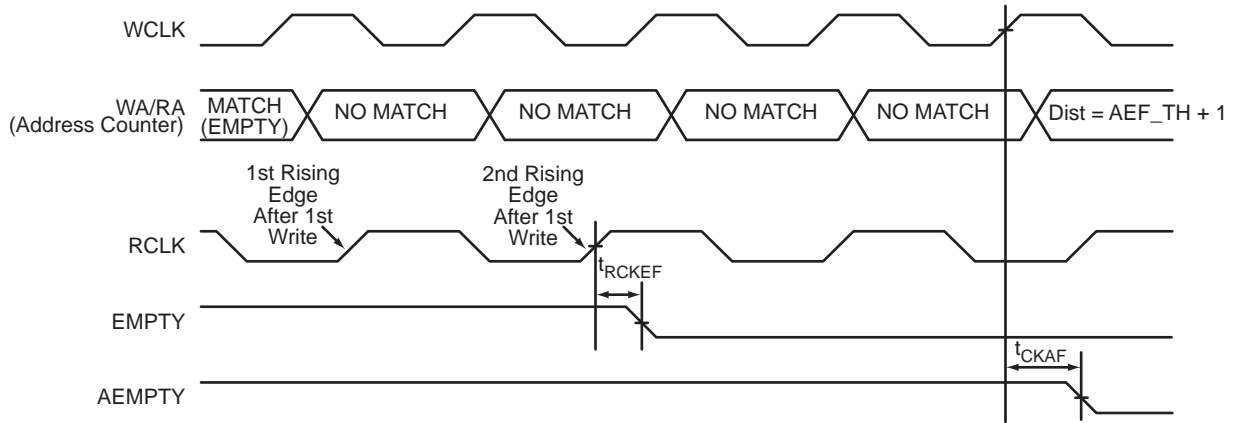 WCLK
WA/RA
(Address Counter)
MATCH
(EMPTY)
NO MATCH
NO MATCH
NO MATCH
NO MATCH
Dist = AEF_TH + 1
1st Rising
Edge
After 1st
Write
2nd Rising
Edge
After 1st
Write
RCLK
tRCKEF
EMPTY
tCKAF
AEMPTY